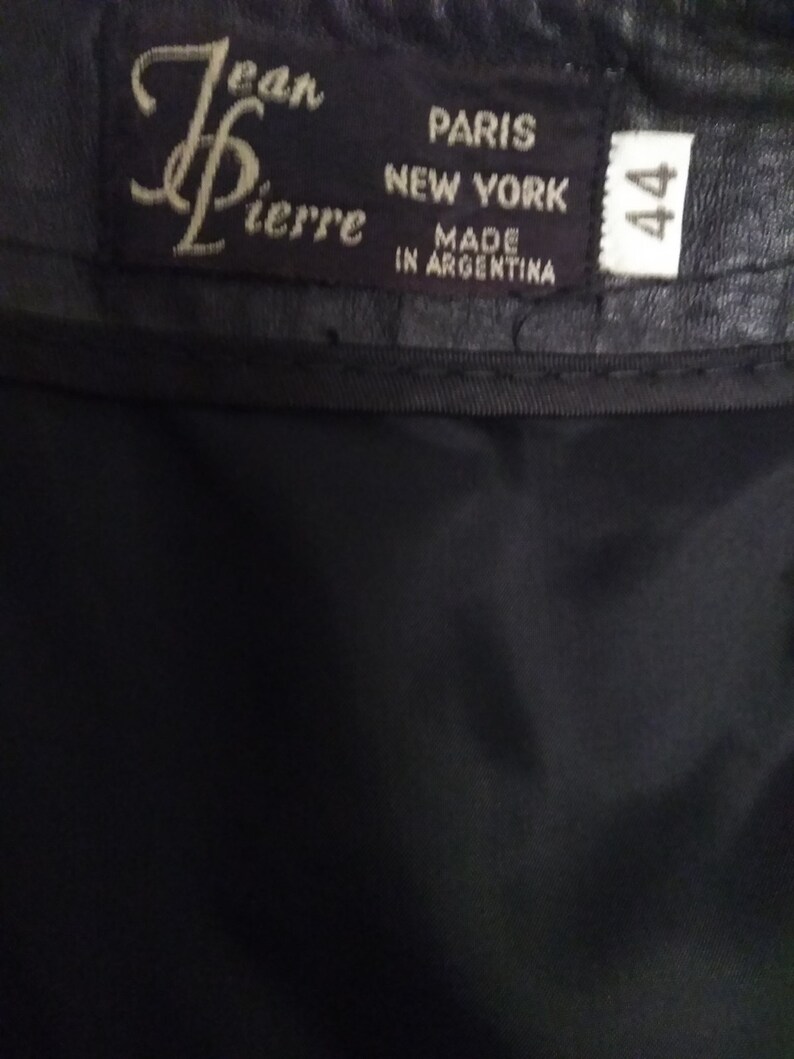 Jean
Pierre
PARIS
NEW YORK
MADE
IN ARGENTINA
44